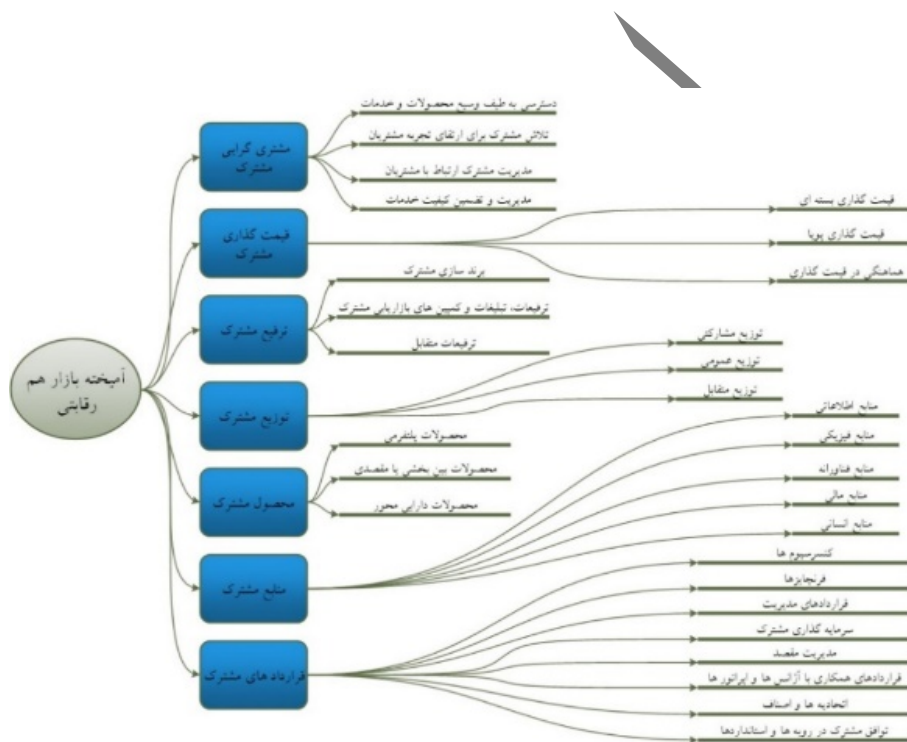 آمیخته بازار هم
رقابتی
مشتری گرایی
مشترک
دسترسی به طیف وسیع محصولات و خدمات
تلاش مشترک برای ارتقای تجربه مشتریان
مدیریت مشترک ارتباط با مشتریان
مدیریت و تضمین کیفیت خدمات
قیمت گذاری
مشترک
قیمت گذاری بسته ای
قیمت گذاری پویا
هماهنگی در قیمت گذاری
ترفیع مشترک
برند سازی مشترک
ترفیعات، تبلیغات و کمپین های بازاریابی مشترک
ترفیعات متقابل
توزیع مشترک
توزیع مشارکتی
توزیع عمومی
توزیع متقابل
محصول مشترک
محصولات پلتفرمی
محصولات بین بخشی یا مقصدی
محصولات دارایی محور
منابع مشترک
منابع اطلاعاتی
منابع فیزیکی
منابع فناورانه
منابع مالی
منابع انسانی
قرارداد های مشترک
کنسرسیوم ها
فرنچایزها
قراردادهای مدیریت
سرمایه گذاری مشترک
مدیریت مقصد
قراردادهای همکاری با آژانس ها و اپراتور ها
اتحادیه ها و اصناف
توافق مشترک در رویه ها و استانداردها